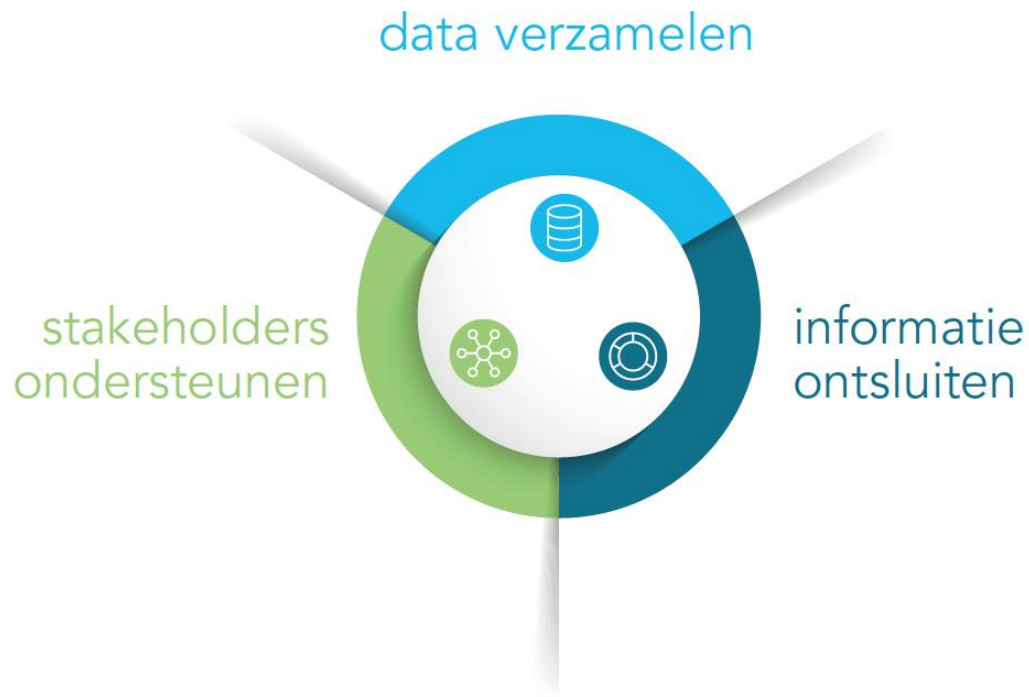 data verzamelen
stakeholders
ondersteunen
informatie
ontsluiten